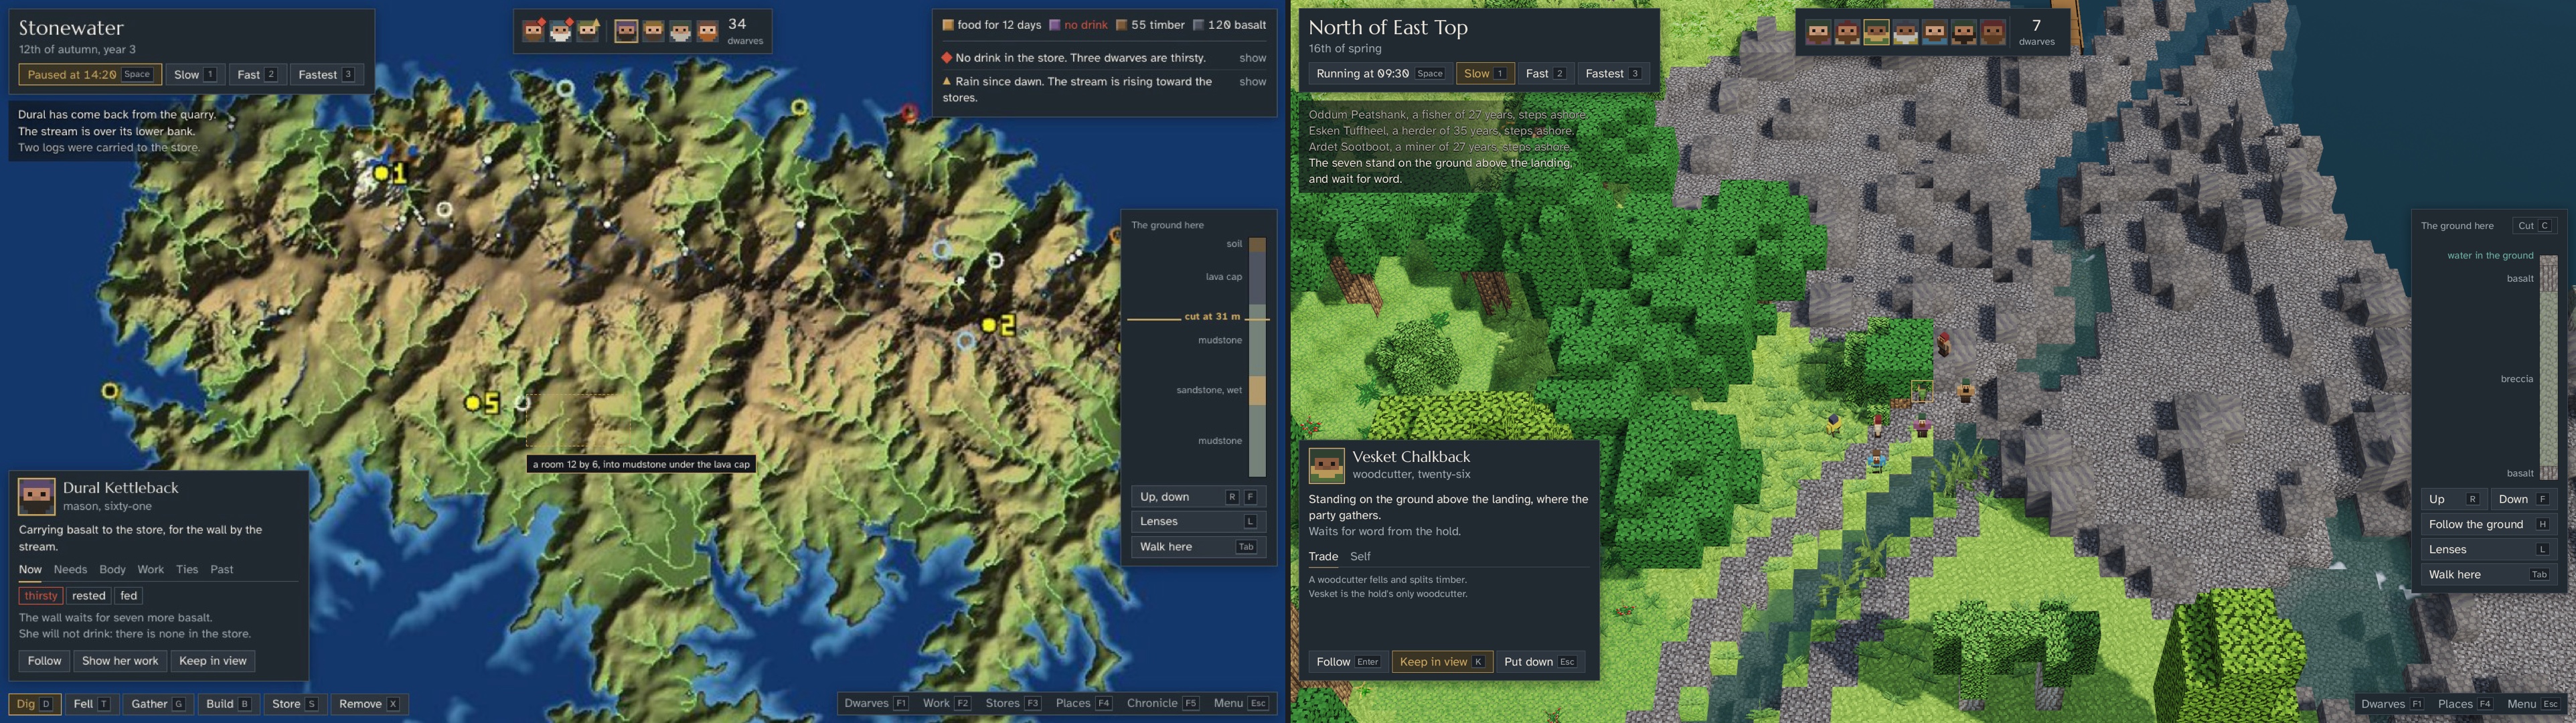 Stonewater
12th of autumn, year 3
Paused at 14:20 Space Slow 1 Fast 2 Fastest 3
Dural has come back from the quarry.
The stream is over its lower bank.
Two logs were carried to the store.
34
dwarves
food for 12 days no drink 55 timber 120 basalt
No drink in the store. Three dwarves are thirsty. show
Rain since dawn. The stream is rising toward the show
stores.
1
2
5
The ground here
soil
lava cap
cut at 31 m
mudstone
sandstone, wet
mudstone
Up, down R F
Lenses L
Walk here Tab
a room 12 by 6, into mudstone under the lava cap
Dural Kettleback
mason, sixty-one
Carrying basalt to the store, for the wall by the
stream.
Now Needs Body Work Ties Past
thirsty rested fed
The wall waits for seven more basalt.
She will not drink: there is none in the store.
Follow Show her work Keep in view
Dig D Fell T Gather G Build B Store S Remove X
Dwarves F1 Work F2 Stores F3 Places F4 Chronicle F5 Menu Esc
North of East Top
16th of spring
Running at 09:30 Space Slow 1 Fast 2 Fastest 3
Oddum Peatshank, a fisher of 27 years, steps ashore.
Esken Tuffheel, a herder of 35 years, steps ashore.
Ardet Sootboot, a miner of 27 years, steps ashore.
The seven stand on the ground above the landing,
and wait for word.
7
dwarves
The ground here Cut C
water in the ground
basalt
breccia
basalt
Up R Down F
Follow the ground H
Lenses L
Walk here Tab
Vesket Chalkback
woodcutter, twenty-six
Standing on the ground above the landing, where the
party gathers.
Waits for word from the hold.
Trade Self
A woodcutter fells and splits timber.
Vesket is the hold's only woodcutter.
Follow Enter Keep in view K Put down Esc
Dwarves F1 Places F4 Menu Esc